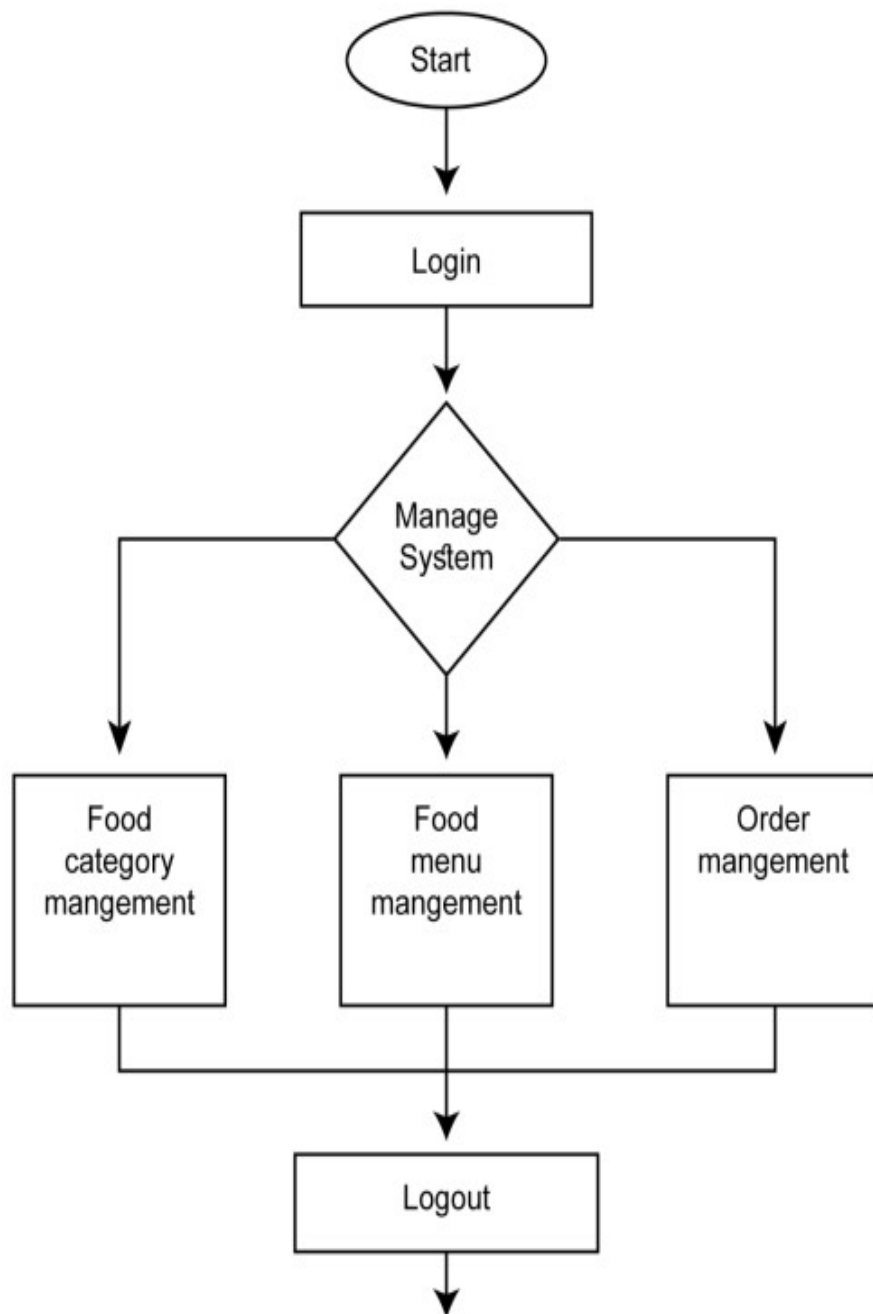 Start
Login
Manage
System
Food
category
mangement
Food
menu
mangement
Order
mangement
Logout